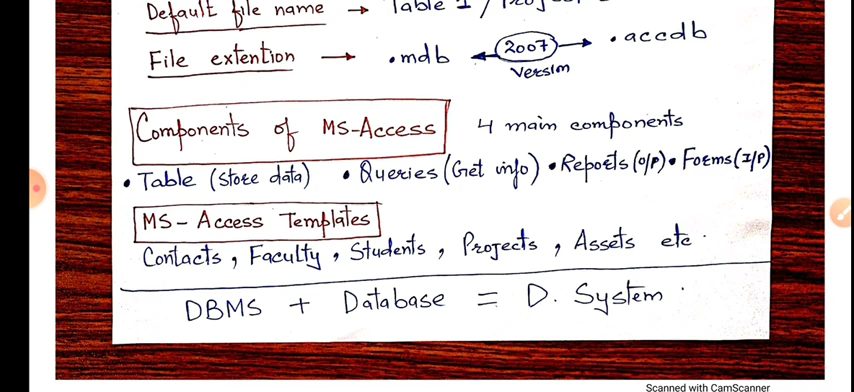 Default file name → Table 1 / Project
File extention → .mdb ← 2007 → .accdb
Version
Components of MS-Access 4 main components
• Table (Store data) • Queries (Get info) • Reports (O/P) • Forms (I/P)
MS-Access Templates
Contacts, Faculty, Students, Projects, Assets etc.
DBMS + Database = D. System
Scanned with CamScanner